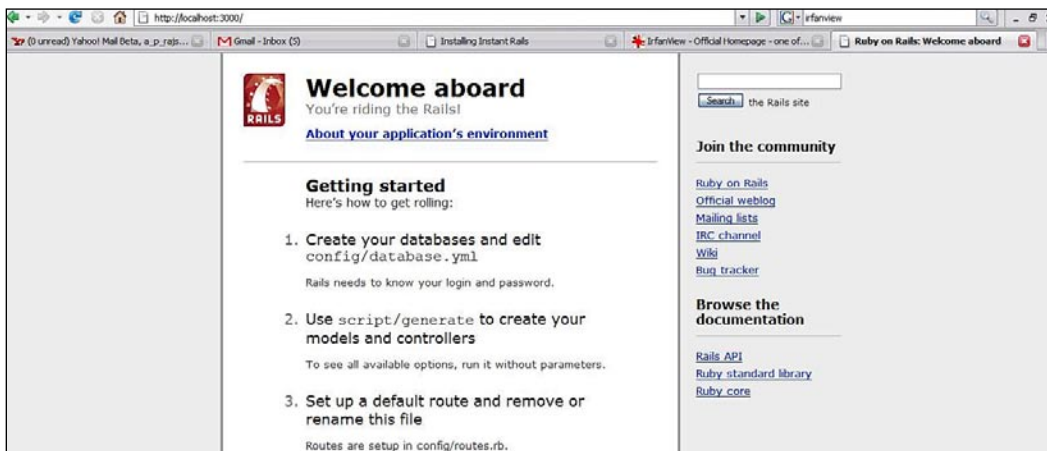 http://localhost:3000/
irfanview
(0 unread) Yahoo! Mail Beta, a_p_rajs...
Gmail - Inbox (5)
Installing Instant Rails
IrfanView - Official Homepage - one of...
Ruby on Rails: Welcome aboard
RAILS
Welcome aboard
You're riding the Rails!
About your application's environment
Getting started
Here's how to get rolling:
1. Create your databases and edit
config/database.yml
Rails needs to know your login and password.
2. Use script/generate to create your
models and controllers
To see all available options, run it without parameters.
3. Set up a default route and remove or
rename this file
Routes are setup in config/routes.rb.
Search the Rails site
Join the community
Ruby on Rails
Official weblog
Mailing lists
IRC channel
Wiki
Bug tracker
Browse the
documentation
Rails API
Ruby standard library
Ruby core